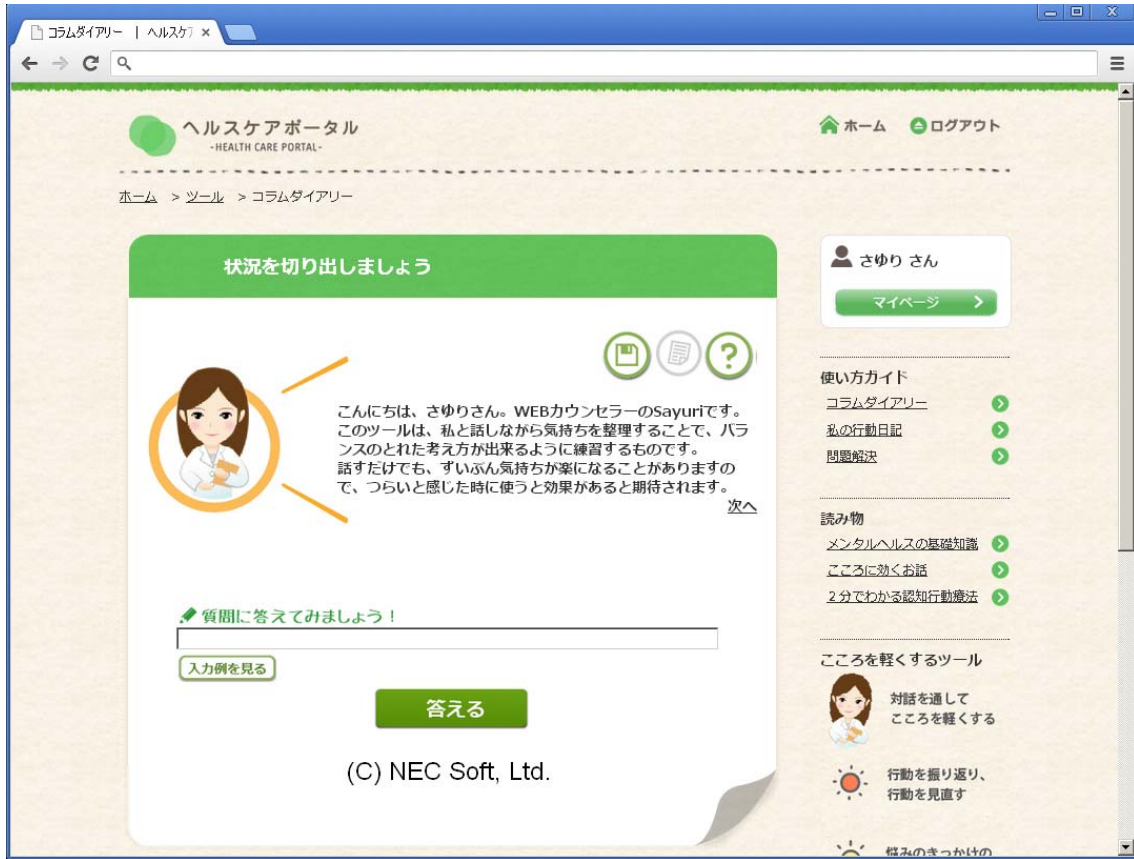 コラムダイアリー | ヘルスケア
ヘルスケアポータル
-HEALTH CARE PORTAL-
ホーム
ログアウト
ホーム > ツール > コラムダイアリー
状況を切り出しましょう
こんにちは、さゆりさん。WEBカウンセラーのSayuriです。
このツールは、私と話しながら気持ちを整理することで、バラ
ンスのとれた考え方が出来るように練習するものです。
話すだけでも、ずいぶん気持ちが楽になることがありますの
で、つらいと感じた時に使うと効果があると期待されます。
次へ
質問に答えてみましょう！
入力例を見る
答える
(C) NEC Soft, Ltd.
さゆり さん
マイページ
使い方ガイド
コラムダイアリー
私の行動日記
問題解決
読み物
メンタルヘルスの基礎知識
こころに効くお話
２分でわかる認知行動療法
こころを軽くするツール
対話を通して
こころを軽くする
行動を振り返り、
行動を見直す
悩みのきっかけの